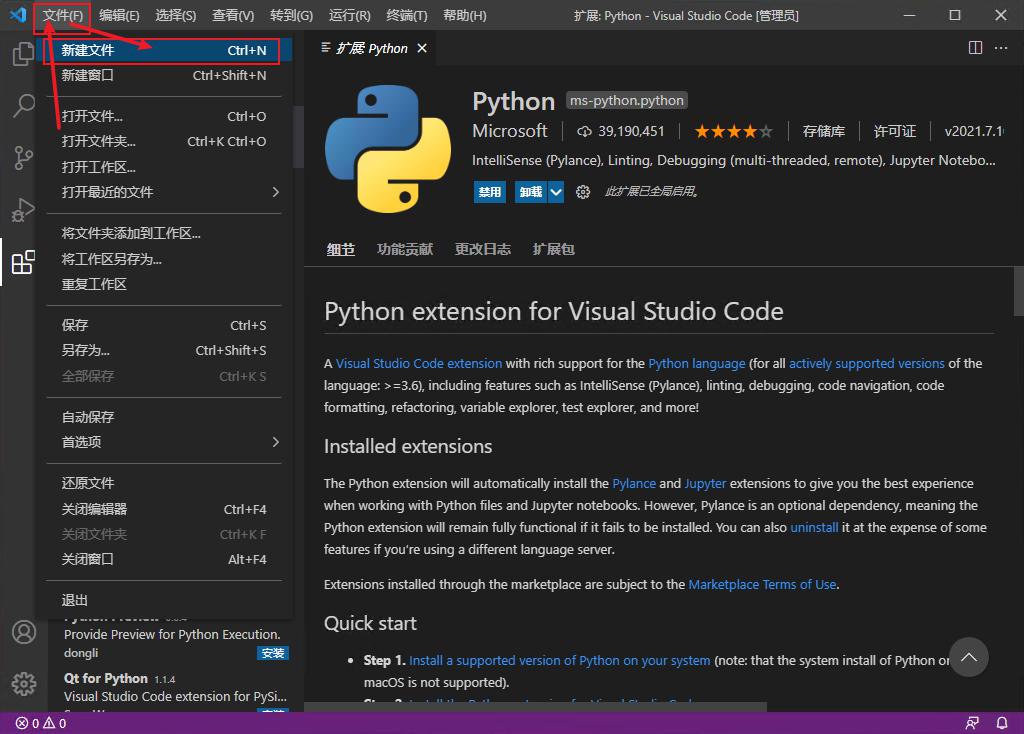 文件(F) 编辑(E) 选择(S) 查看(V) 转到(G) 运行(R) 终端(T) 帮助(H) 扩展: Python - Visual Studio Code [管理员]
新建文件 Ctrl+N
新建窗口 Ctrl+Shift+N
打开文件... Ctrl+O
打开文件夹... Ctrl+K Ctrl+O
打开工作区...
打开最近的文件
将文件夹添加到工作区...
将工作区另存为...
重复工作区
保存 Ctrl+S
另存为... Ctrl+Shift+S
全部保存 Ctrl+K S
自动保存
首选项
还原文件
关闭编辑器 Ctrl+F4
关闭文件夹 Ctrl+K F
关闭窗口 Alt+F4
退出
Provide Preview for Python Execution.
dongli 安装
Qt for Python 1.1.4
Visual Studio Code extension for PySi...
扩展 Python
Python ms-python.python
Microsoft 39,190,451 存储库 许可证 v2021.7.1
IntelliSense (Pylance), Linting, Debugging (multi-threaded, remote), Jupyter Notebo...
禁用 卸载 此扩展已全局启用。
细节 功能贡献 更改日志 扩展包
Python extension for Visual Studio Code
A Visual Studio Code extension with rich support for the Python language (for all actively supported versions of the
language: >=3.6), including features such as IntelliSense (Pylance), linting, debugging, code navigation, code
formatting, refactoring, variable explorer, test explorer, and more!
Installed extensions
The Python extension will automatically install the Pylance and Jupyter extensions to give you the best experience
when working with Python files and Jupyter notebooks. However, Pylance is an optional dependency, meaning the
Python extension will remain fully functional if it fails to be installed. You can also uninstall it at the expense of some
features if you're using a different language server.
Extensions installed through the marketplace are subject to the Marketplace Terms of Use.
Quick start
• Step 1. Install a supported version of Python on your system (note: that the system install of Python on
macOS is not supported).
0 0